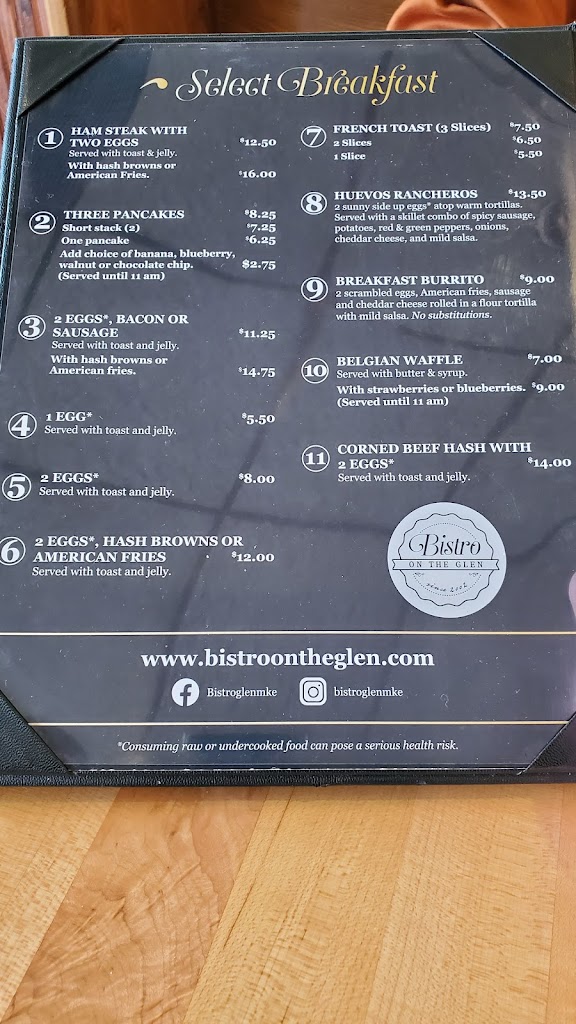 Select Breakfast
1 HAM STEAK WITH
TWO EGGS $12.50
Served with toast & jelly.
With hash browns or
American Fries. $16.00
2 THREE PANCAKES $8.25
Short stack (2) $7.25
One pancake $6.25
Add choice of banana, blueberry,
walnut or chocolate chip. $2.75
(Served until 11 am)
3 2 EGGS*, BACON OR
SAUSAGE $11.25
Served with toast and jelly.
With hash browns or
American fries. $14.75
4 1 EGG* $5.50
Served with toast and jelly.
5 2 EGGS* $8.00
Served with toast and jelly.
6 2 EGGS*, HASH BROWNS OR
AMERICAN FRIES $12.00
Served with toast and jelly.
7 FRENCH TOAST (3 Slices) $7.50
2 Slices $6.50
1 Slice $5.50
8 HUEVOS RANCHEROS $13.50
2 sunny side up eggs* atop warm tortillas.
Served with a skillet combo of spicy sausage,
potatoes, red & green peppers, onions,
cheddar cheese, and mild salsa.
9 BREAKFAST BURRITO $9.00
2 scrambled eggs, American fries, sausage
and cheddar cheese rolled in a flour tortilla
with mild salsa. No substitutions.
10 BELGIAN WAFFLE $7.00
Served with butter & syrup.
With strawberries or blueberries. $9.00
(Served until 11 am)
11 CORNED BEEF HASH WITH
2 EGGS* $14.00
Served with toast and jelly.
Bistro
ON THE GLEN
since 2002
www.bistroontheglen.com
Bistroglenmke bistroglenmke
*Consuming raw or undercooked food can pose a serious health risk.